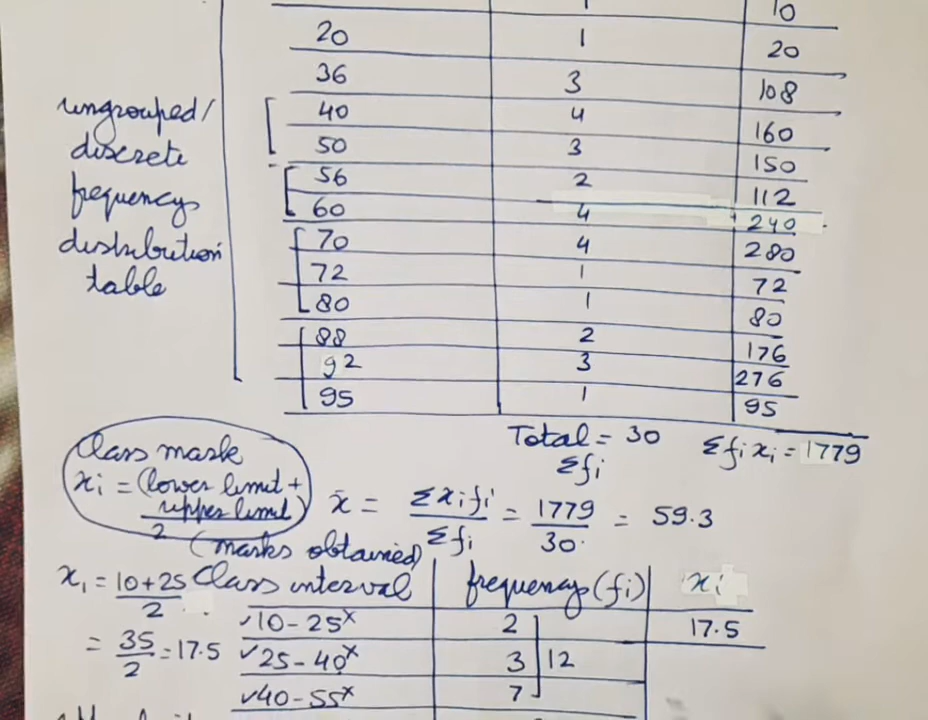 1 10
20 1 20
36 3 108
40 4 160
50 3 150
56 2 112
60 4 240
70 4 280
72 1 72
80 1 80
88 2 176
92 3 276
95 1 95
ungrouped/
discrete
frequency
distribution
table
Total = 30 Σfixi = 1779
Σfi
Class mark
xi = (lower limit +
upper limit)
2
x̄ = Σxifi / Σfi = 1779 / 30 = 59.3
(marks obtained)
Class interval frequency (fi) xi
10-25 2 17.5
25-40 3 12
40-55 7
x1 = 10+25 / 2
= 35 / 2 = 17.5